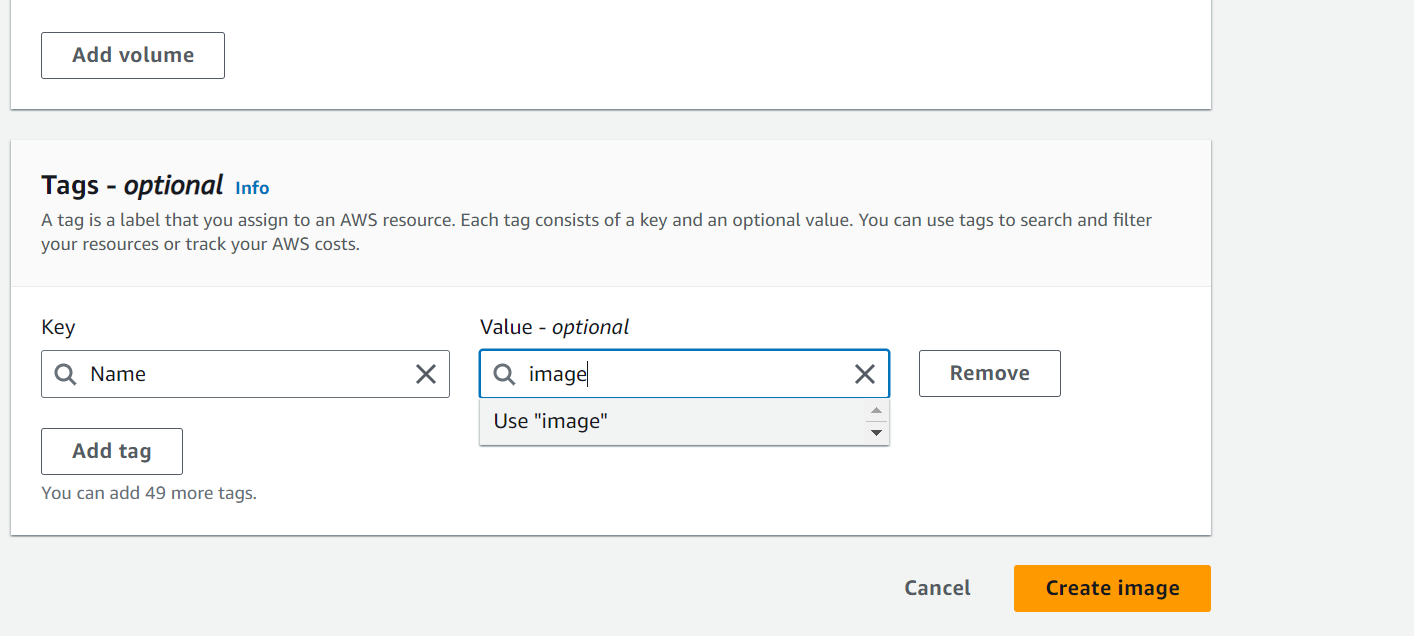 Add volume
Tags - optional Info
A tag is a label that you assign to an AWS resource. Each tag consists of a key and an optional value. You can use tags to search and filter
your resources or track your AWS costs.
Key Value - optional
Name image Remove
Use "image"
Add tag
You can add 49 more tags.
Cancel Create image